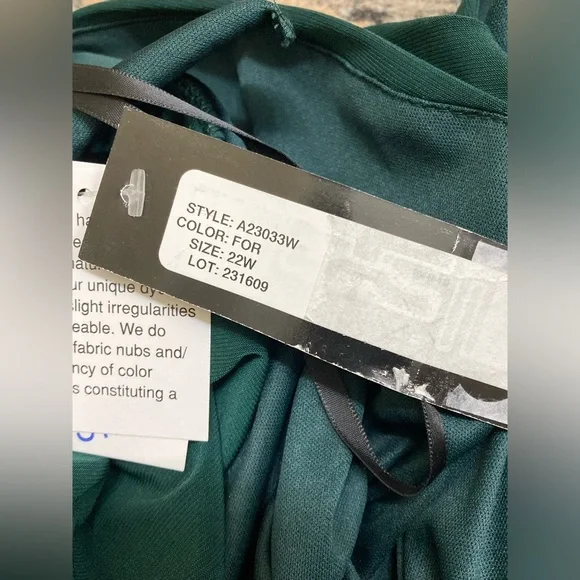 STYLE: A23033W
COLOR: FOR
SIZE: 22W
LOT: 231609
ha
ur unique dy
slight irregularities
eable. We do
fabric nubs and/
ncy of color
s constituting a